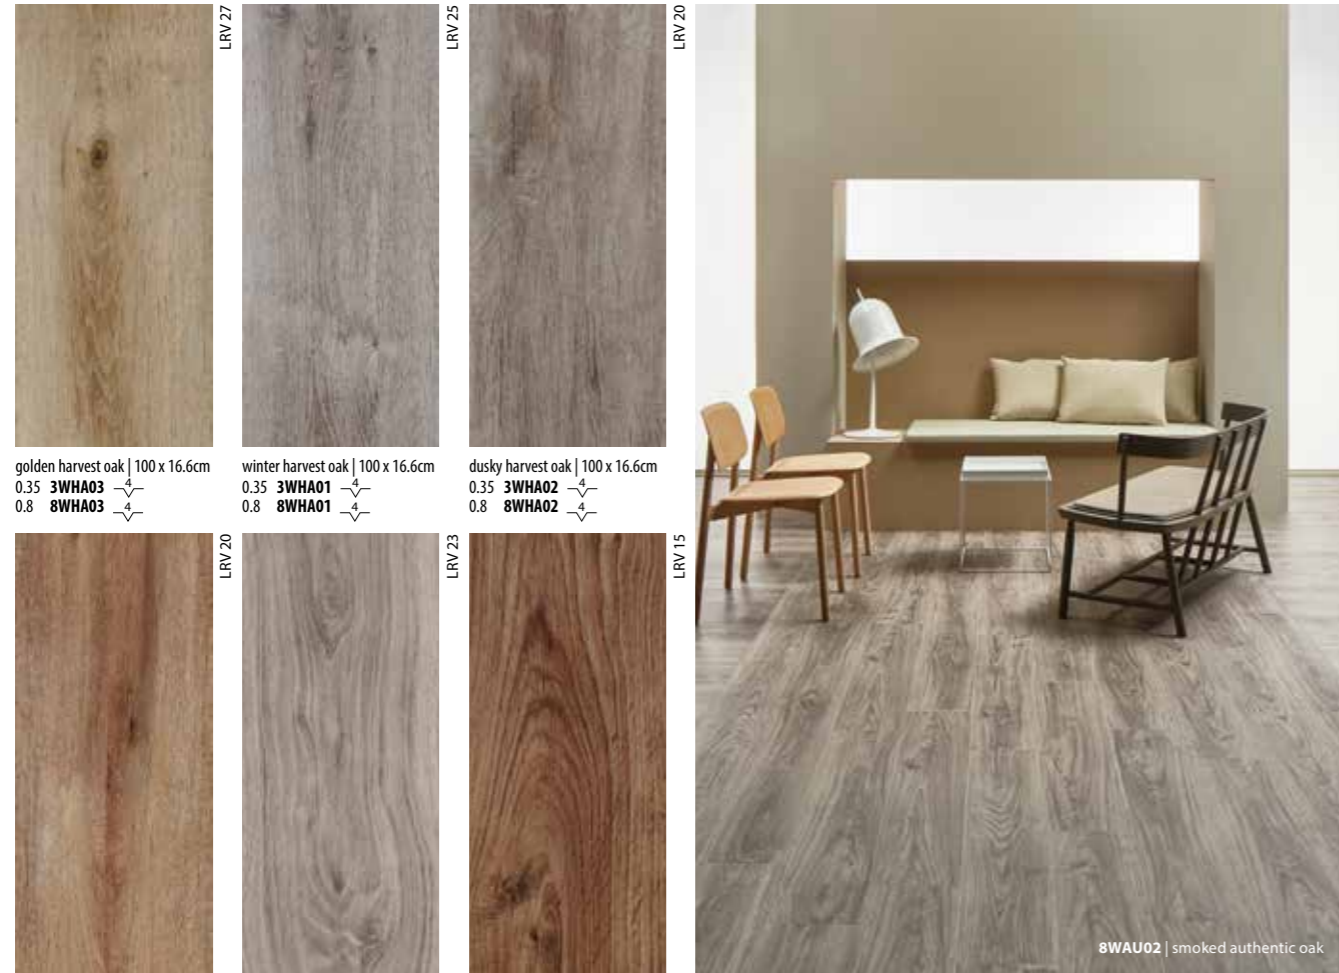 LRV 27
LRV 25
LRV 20
golden harvest oak | 100 x 16.6cm
0.35 3WHA03 4
0.8 8WHA03 4
winter harvest oak | 100 x 16.6cm
0.35 3WHA01 4
0.8 8WHA01 4
dusky harvest oak | 100 x 16.6cm
0.35 3WHA02 4
0.8 8WHA02 4
LRV 20
LRV 23
LRV 15
8WAU02 | smoked authentic oak